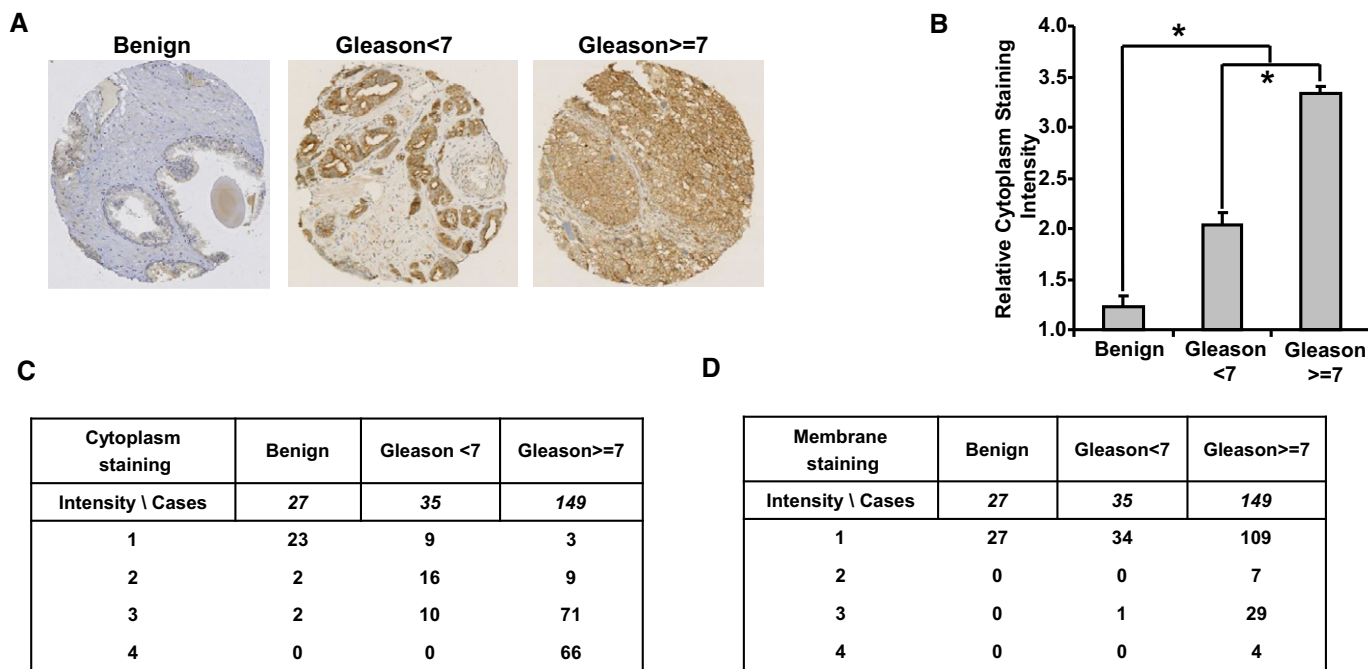 A
Benign
Gleason<7
Gleason>=7
B
4.0
3.5
3.0
2.5
2.0
1.5
1.0
Relative Cytoplasm Staining
Intensity
*
*
Benign
Gleason
<7
Gleason
>=7
C
Cytoplasm
staining
Benign
Gleason <7
Gleason>=7
Intensity \ Cases 27 35 149
1 23 9 3
2 2 16 9
3 2 10 71
4 0 0 66
D
Membrane
staining
Benign
Gleason<7
Gleason>=7
Intensity \ Cases 27 35 149
1 27 34 109
2 0 0 7
3 0 1 29
4 0 0 4